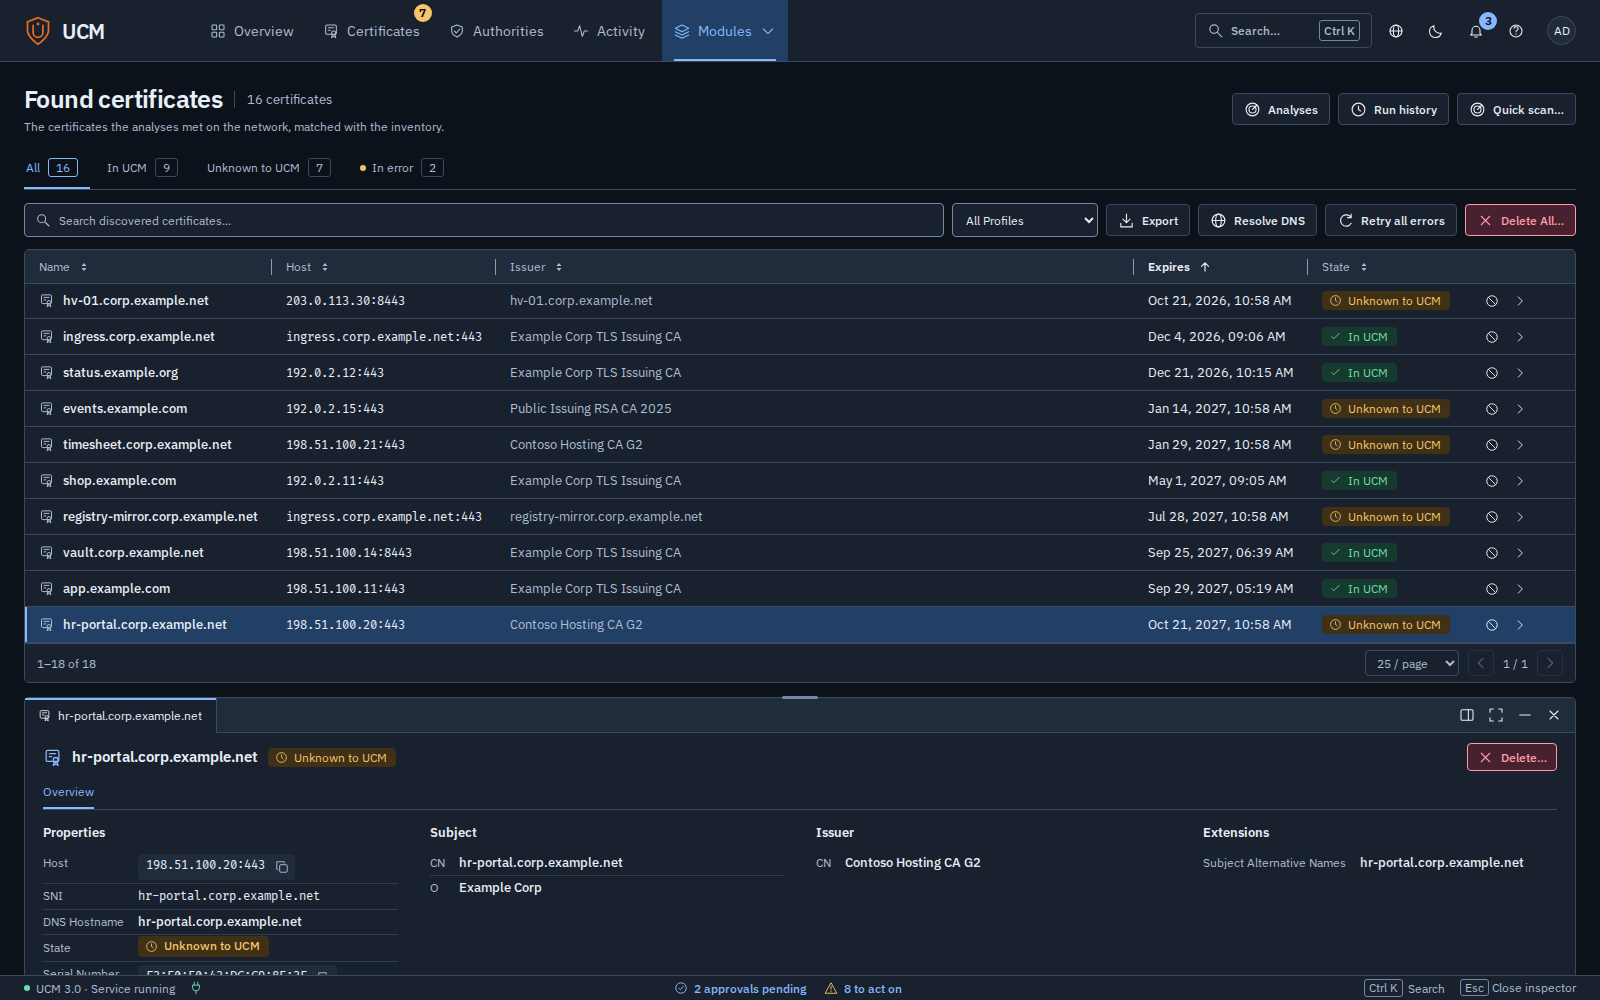 UCM
Overview
Certificates
7
Authorities
Activity
Modules
Search...
Ctrl K
3
AD
Found certificates
16 certificates
The certificates the analyses met on the network, matched with the inventory.
Analyses
Run history
Quick scan...
All 16
In UCM 9
Unknown to UCM 7
In error 2
Search discovered certificates...
All Profiles
Export
Resolve DNS
Retry all errors
Delete All...
Name Host Issuer Expires State
hv-01.corp.example.net 203.0.113.30:8443 hv-01.corp.example.net Oct 21, 2026, 10:58 AM Unknown to UCM
ingress.corp.example.net ingress.corp.example.net:443 Example Corp TLS Issuing CA Dec 4, 2026, 09:06 AM In UCM
status.example.org 192.0.2.12:443 Example Corp TLS Issuing CA Dec 21, 2026, 10:15 AM In UCM
events.example.com 192.0.2.15:443 Public Issuing RSA CA 2025 Jan 14, 2027, 10:58 AM Unknown to UCM
timesheet.corp.example.net 198.51.100.21:443 Contoso Hosting CA G2 Jan 29, 2027, 10:58 AM Unknown to UCM
shop.example.com 192.0.2.11:443 Example Corp TLS Issuing CA May 1, 2027, 09:05 AM In UCM
registry-mirror.corp.example.net ingress.corp.example.net:443 registry-mirror.corp.example.net Jul 28, 2027, 10:58 AM Unknown to UCM
vault.corp.example.net 198.51.100.14:8443 Example Corp TLS Issuing CA Sep 25, 2027, 06:39 AM In UCM
app.example.com 198.51.100.11:443 Example Corp TLS Issuing CA Sep 29, 2027, 05:19 AM In UCM
hr-portal.corp.example.net 198.51.100.20:443 Contoso Hosting CA G2 Oct 21, 2027, 10:58 AM Unknown to UCM
1–18 of 18
25 / page
1 / 1
hr-portal.corp.example.net
hr-portal.corp.example.net Unknown to UCM
Delete...
Overview
Properties
Host 198.51.100.20:443
SNI hr-portal.corp.example.net
DNS Hostname hr-portal.corp.example.net
State Unknown to UCM
Serial Number
Subject
CN hr-portal.corp.example.net
O Example Corp
Issuer
CN Contoso Hosting CA G2
Extensions
Subject Alternative Names hr-portal.corp.example.net
UCM 3.0 · Service running
2 approvals pending
8 to act on
Ctrl K Search
Esc Close inspector